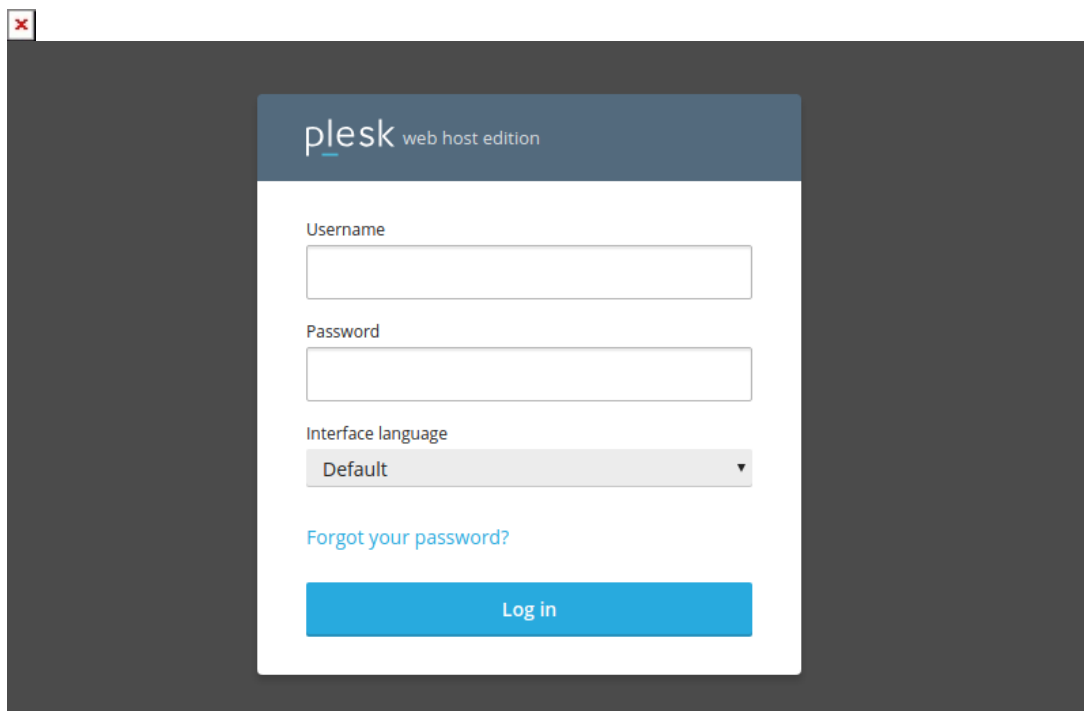 plesk web host edition
Username
Password
Interface language
Default
Forgot your password?
Log in